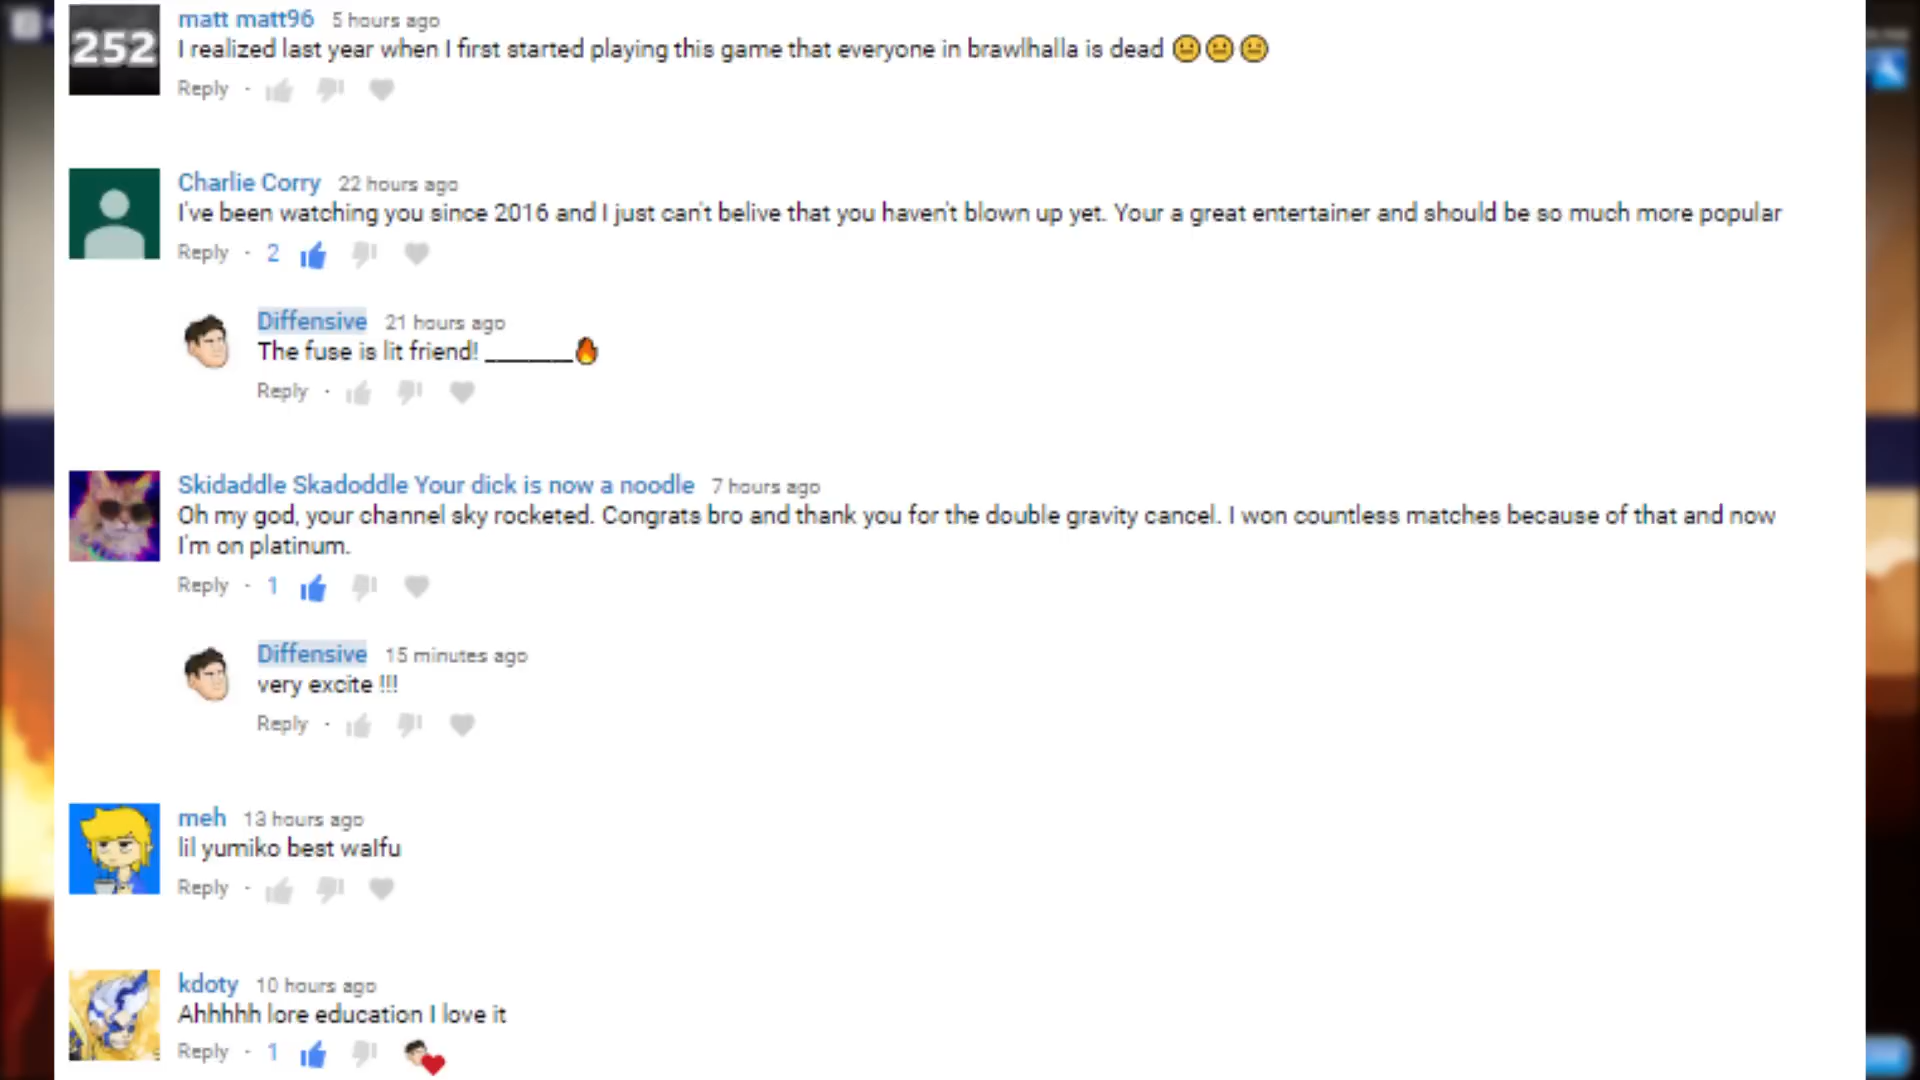 252
matt matt96 5 hours ago
I realized last year when I first started playing this game that everyone in brawlhalla is dead 😐😐😐
Reply ·
Charlie Corry 22 hours ago
I've been watching you since 2016 and I just can't belive that you haven't blown up yet. Your a great entertainer and should be so much more popular
Reply · 2
Diffensive 21 hours ago
The fuse is lit friend! ________🔥
Reply ·
Skidaddle Skadoddle Your dick is now a noodle 7 hours ago
Oh my god, your channel sky rocketed. Congrats bro and thank you for the double gravity cancel. I won countless matches because of that and now
I'm on platinum.
Reply · 1
Diffensive 15 minutes ago
very excite !!!
Reply ·
meh 13 hours ago
lil yumiko best waifu
Reply ·
kdoty 10 hours ago
Ahhhhh lore education I love it
Reply · 1